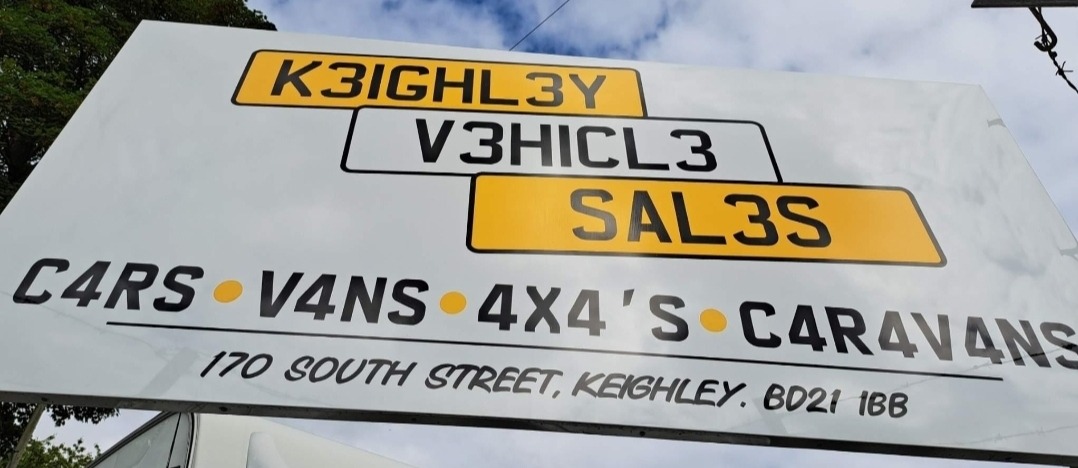 K3IGHL3Y
V3HICL3
SAL3S
C4RS • V4NS • 4X4'S • C4R4V4NS
170 SOUTH STREET, KEIGHLEY. BD21 1BB